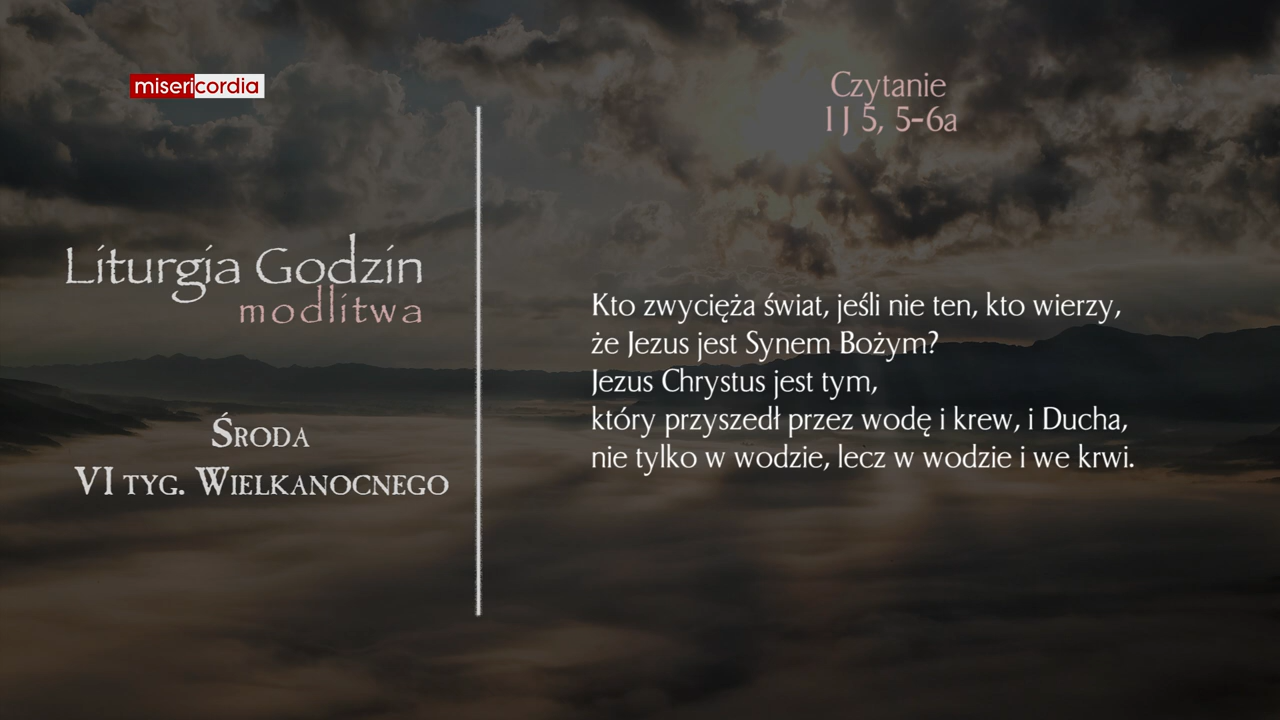 misericordia
Liturgia Godzin
modlitwa
Środa
VI tyg. Wielkanocnego
Czytanie
1 J 5, 5-6a
Kto zwycięża świat, jeśli nie ten, kto wierzy,
że Jezus jest Synem Bożym?
Jezus Chrystus jest tym,
który przyszedł przez wodę i krew, i Ducha,
nie tylko w wodzie, lecz w wodzie i we krwi.